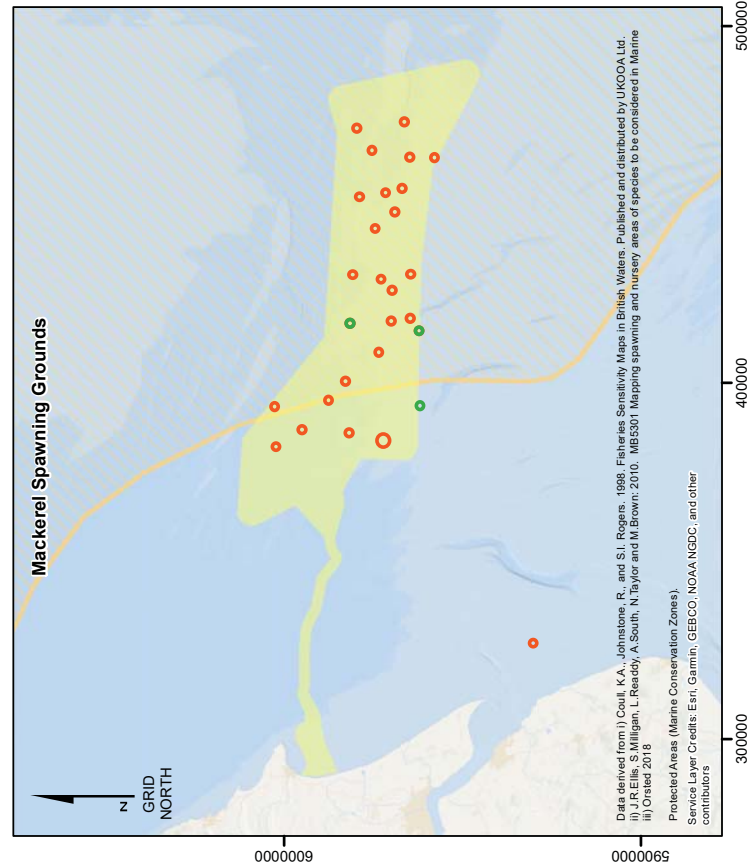 Mackerel Spawning Grounds
N
GRID
NORTH
Data derived from i) Coull, K.A., Johnstone, R., and S.I. Rogers. 1998. Fisheries Sensitivity Maps in British Waters. Published and distributed by UKOOA Ltd.
ii) J.R.Ellis, S.Milligan, L.Readdy, A.South, N.Taylor and M.Brown: 2010. MB5301 Mapping spawning and nursery areas of species to be considered in Marine
iii) Orsted 2018
Protected Areas (Marine Conservation Zones).
Service Layer Credits: Esri, Garmin, GEBCO, NOAA NGDC, and other
contributors
300000
400000
500000
6000000
5900000